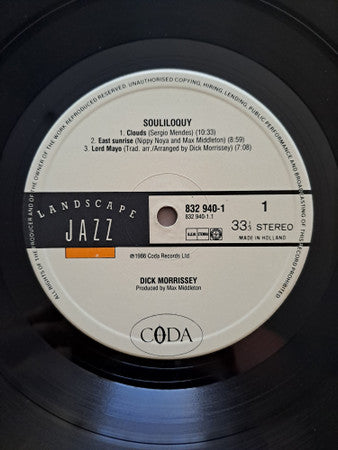 ALL RIGHTS OF THE PRODUCER AND OF THE OWNER OF THE WORK REPRODUCED RESERVED. UNAUTHORISED COPYING, HIRING, LENDING, PUBLIC PERFORMANCE AND BROADCASTING OF THIS RECORD PROHIBITED
SOULILOQUY
1. Clouds (Sergio Mendes) (10:33)
2. East sunrise (Nippy Noya and Max Middleton) (8:59)
3. Lord Mayo (Trad. arr./Arranged by Dick Morrissey) (7:08)
LANDSCAPE
JAZZ
832 940-1
832 940-1.1
1
33⅓ STEREO
MADE IN HOLLAND
℗1986 Coda Records Ltd
DICK MORRISSEY
Produced by Max Middleton
CODA